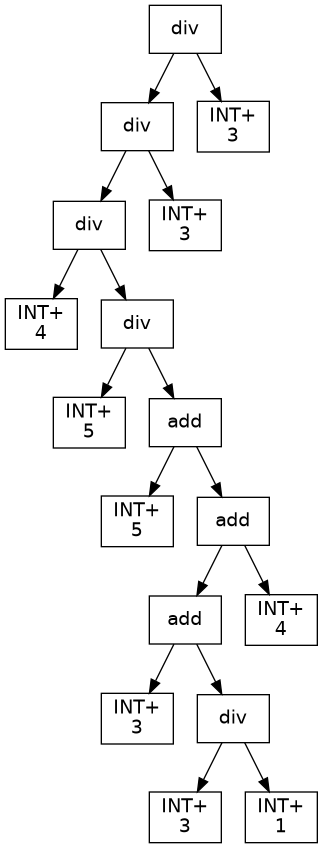 div
div
INT+
3
div
INT+
3
INT+
4
div
INT+
5
add
INT+
5
add
add
INT+
4
INT+
3
div
INT+
3
INT+
1